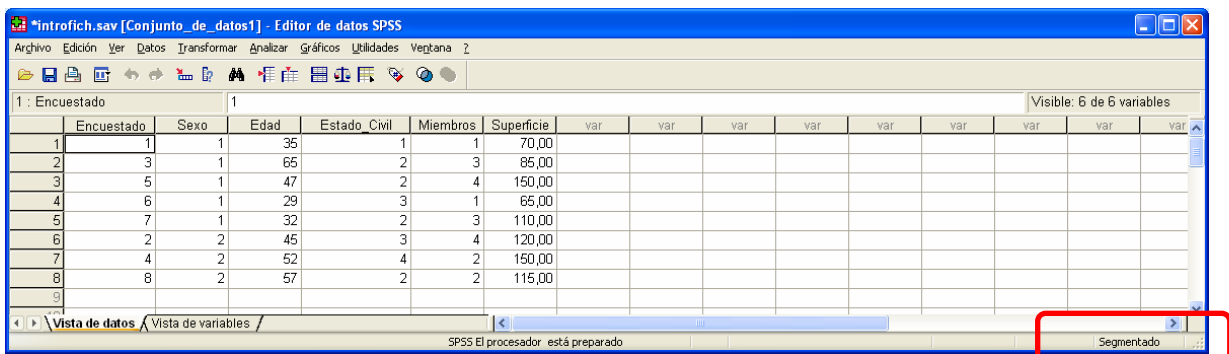 *introfich.sav [Conjunto_de_datos1] - Editor de datos SPSS
Archivo Edición Ver Datos Transformar Analizar Gráficos Utilidades Ventana ?
1 : Encuestado 1 Visible: 6 de 6 variables
Encuestado Sexo Edad Estado_Civil Miembros Superficie var var var var var var var var var
1 1 1 35 1 1 70,00
2 3 1 65 2 3 85,00
3 5 1 47 2 4 150,00
4 6 1 29 3 1 65,00
5 7 1 32 2 3 110,00
6 2 2 45 3 4 120,00
7 4 2 52 4 2 150,00
8 8 2 57 2 2 115,00
9
Vista de datos Vista de variables
SPSS El procesador está preparado Segmentado